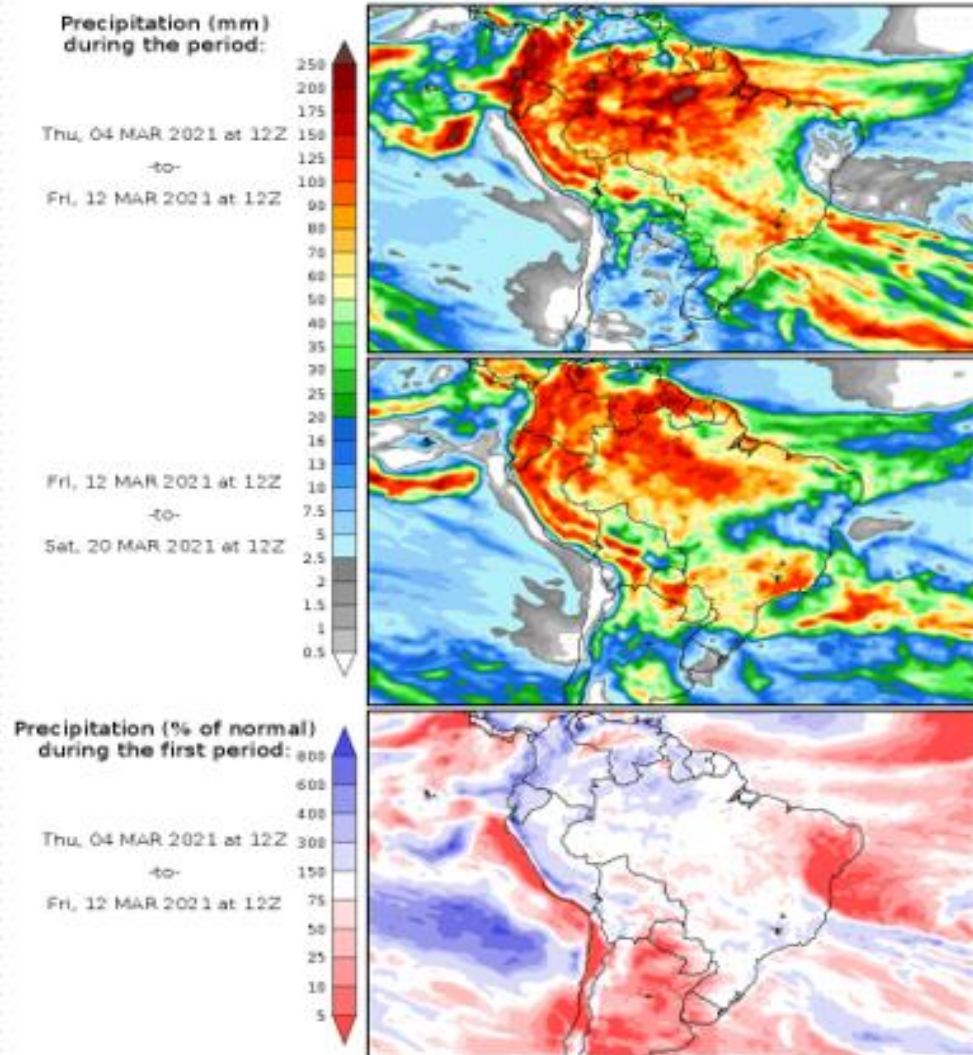 Precipitation (mm)
during the period:
Thu, 04 MAR 2021 at 12Z
-to-
Fri, 12 MAR 2021 at 12Z
250
200
175
150
125
100
90
80
70
60
50
40
35
30
25
20
16
13
10
7.5
5
2.5
2
1.5
1
0.5
Fri, 12 MAR 2021 at 12Z
-to-
Sat, 20 MAR 2021 at 12Z
Precipitation (% of normal)
during the first period:
Thu, 04 MAR 2021 at 12Z
-to-
Fri, 12 MAR 2021 at 12Z
800
600
400
300
150
75
50
25
10
5